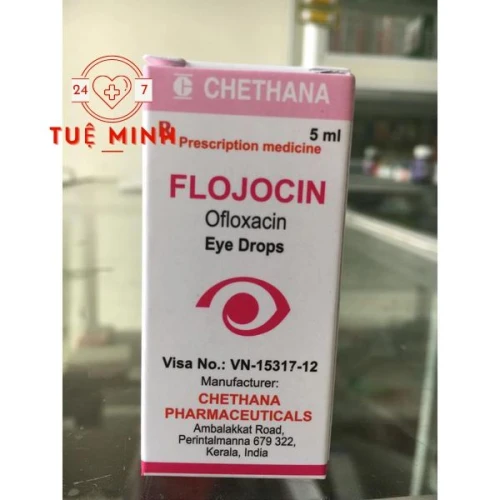 CHETHANA
24 7
TUỆ MINH
5 ml
Rx Prescription medicine
FLOJOCIN
Ofloxacin
Eye Drops
Visa No.: VN-15317-12
Manufacturer:
CHETHANA
PHARMACEUTICALS
Ambalakkat Road,
Perintalmanna 679 322,
Kerala, India